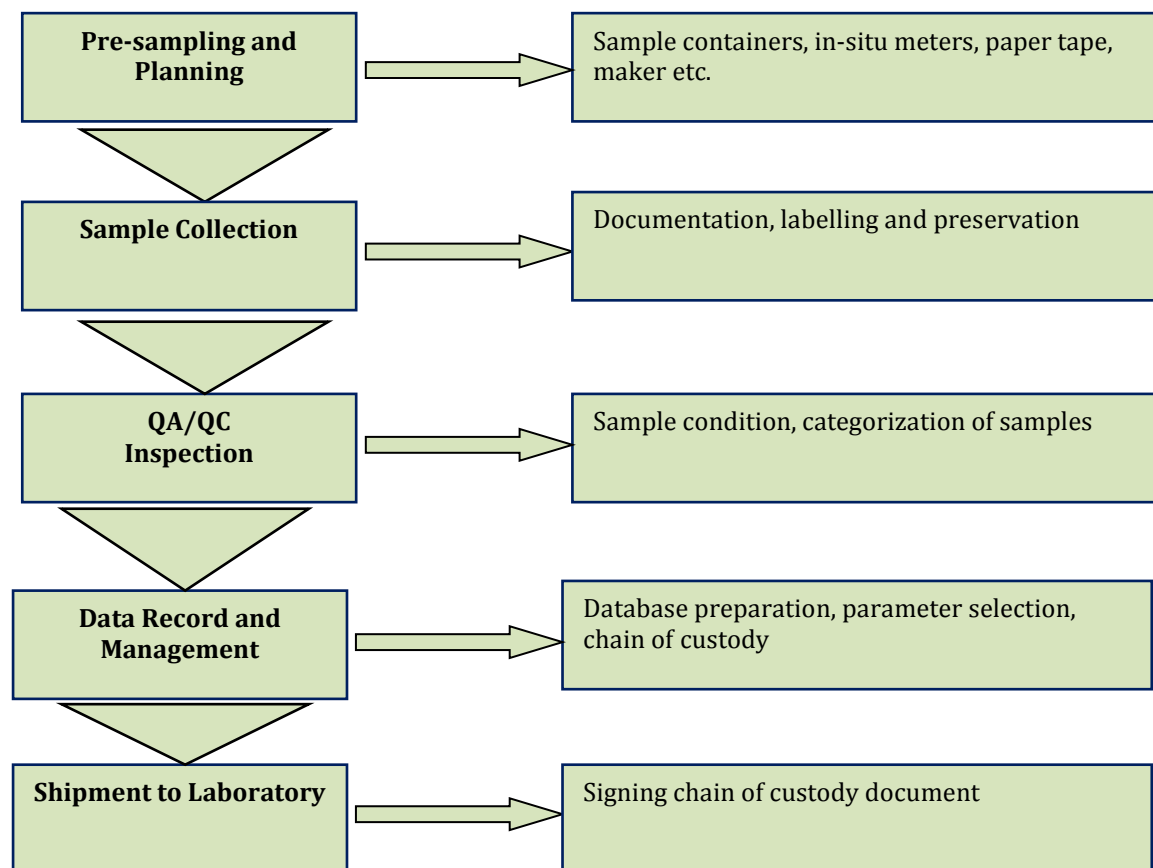 Pre-sampling and
Planning
Sample containers, in-situ meters, paper tape,
maker etc.
Sample Collection
Documentation, labelling and preservation
QA/QC
Inspection
Sample condition, categorization of samples
Data Record and
Management
Database preparation, parameter selection,
chain of custody
Shipment to Laboratory
Signing chain of custody document